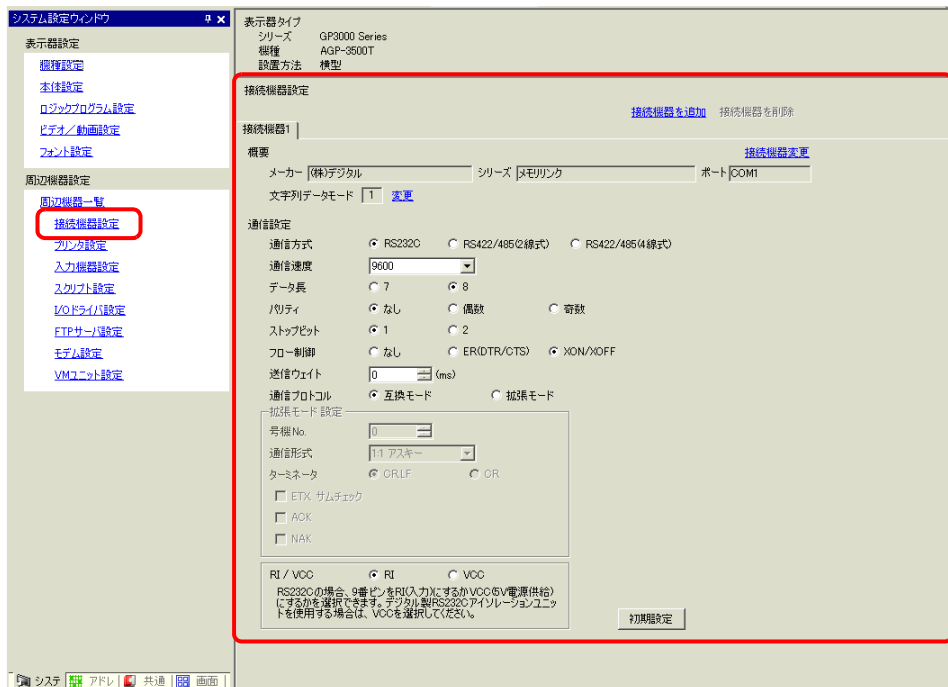 システム設定ウィンドウ
表示器設定
機種設定
本体設定
ロジックプログラム設定
ビデオ／動画設定
フォント設定
周辺機器設定
周辺機器一覧
接続機器設定
プリンタ設定
入力機器設定
スクリプト設定
I/Oドライバ設定
FTPサーバ設定
モデム設定
VMユニット設定
システ アドレ 共通 画面
表示器タイプ
シリーズ GP3000 Series
機種 AGP-3500T
設置方法 横型
接続機器設定
接続機器を追加 接続機器を削除
接続機器1
概要 接続機器変更
メーカー (株)デジタル シリーズ メモリリンク ポート COM1
文字列データモード 1 変更
通信設定
通信方式 RS232C RS422/485(2線式) RS422/485(4線式)
通信速度 9600
データ長 7 8
パリティ なし 偶数 奇数
ストップビット 1 2
フロー制御 なし ER(DTR/CTS) XON/XOFF
送信ウェイト 0 (ms)
通信プロトコル 互換モード 拡張モード
拡張モード設定
号機No. 0
通信形式 1:1 アスキー
ターミネータ CR.LF CR
ETX, サムチェック
ACK
NAK
RI / VCC RI VCC
RS232Cの場合、9番ピンをRI(入力)にするかVCC(5V電源供給)
にするかを選択できます。デジタル製RS232Cアイソレーションユニッ
トを使用する場合は、VCCを選択してください。
初期設定